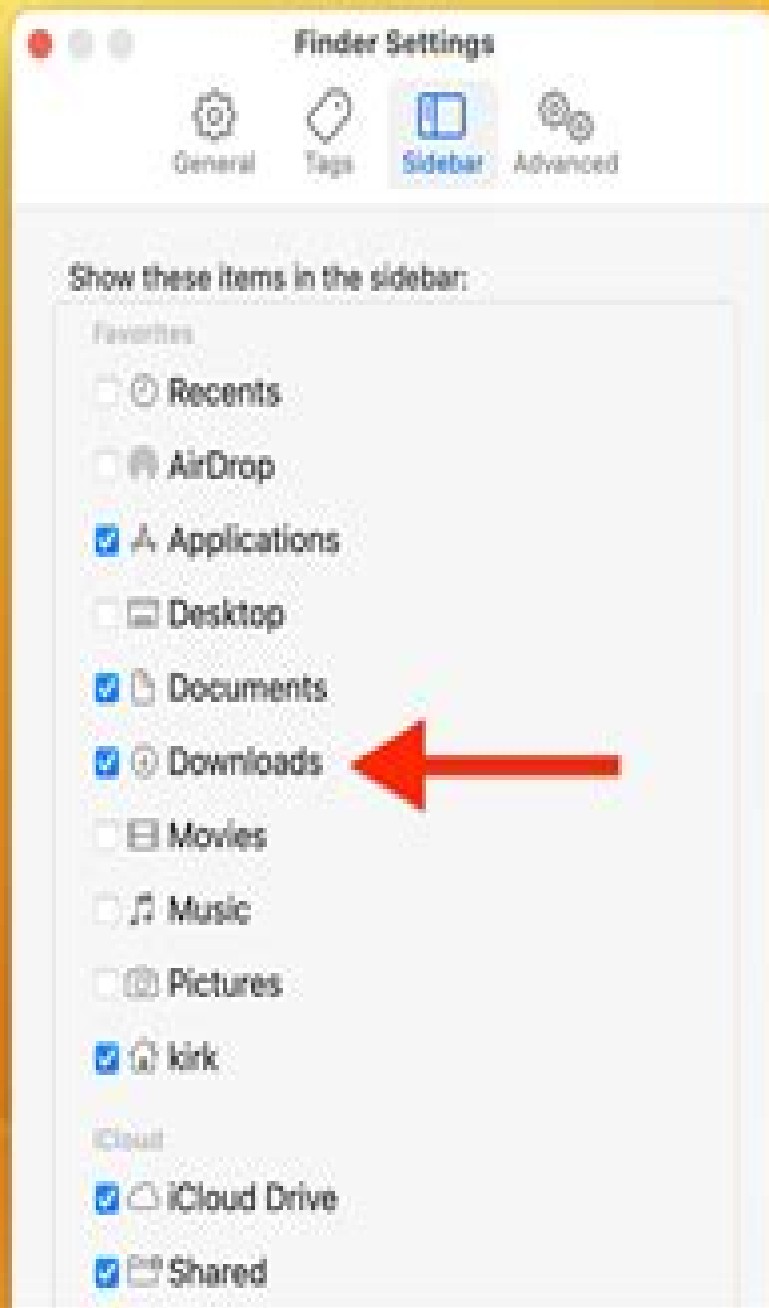 Finder Settings
General Tags Sidebar Advanced
Show these items in the sidebar:
Favorites
Recents
AirDrop
Applications
Desktop
Documents
Downloads
Movies
Music
Pictures
kirk
iCloud
iCloud Drive
Shared